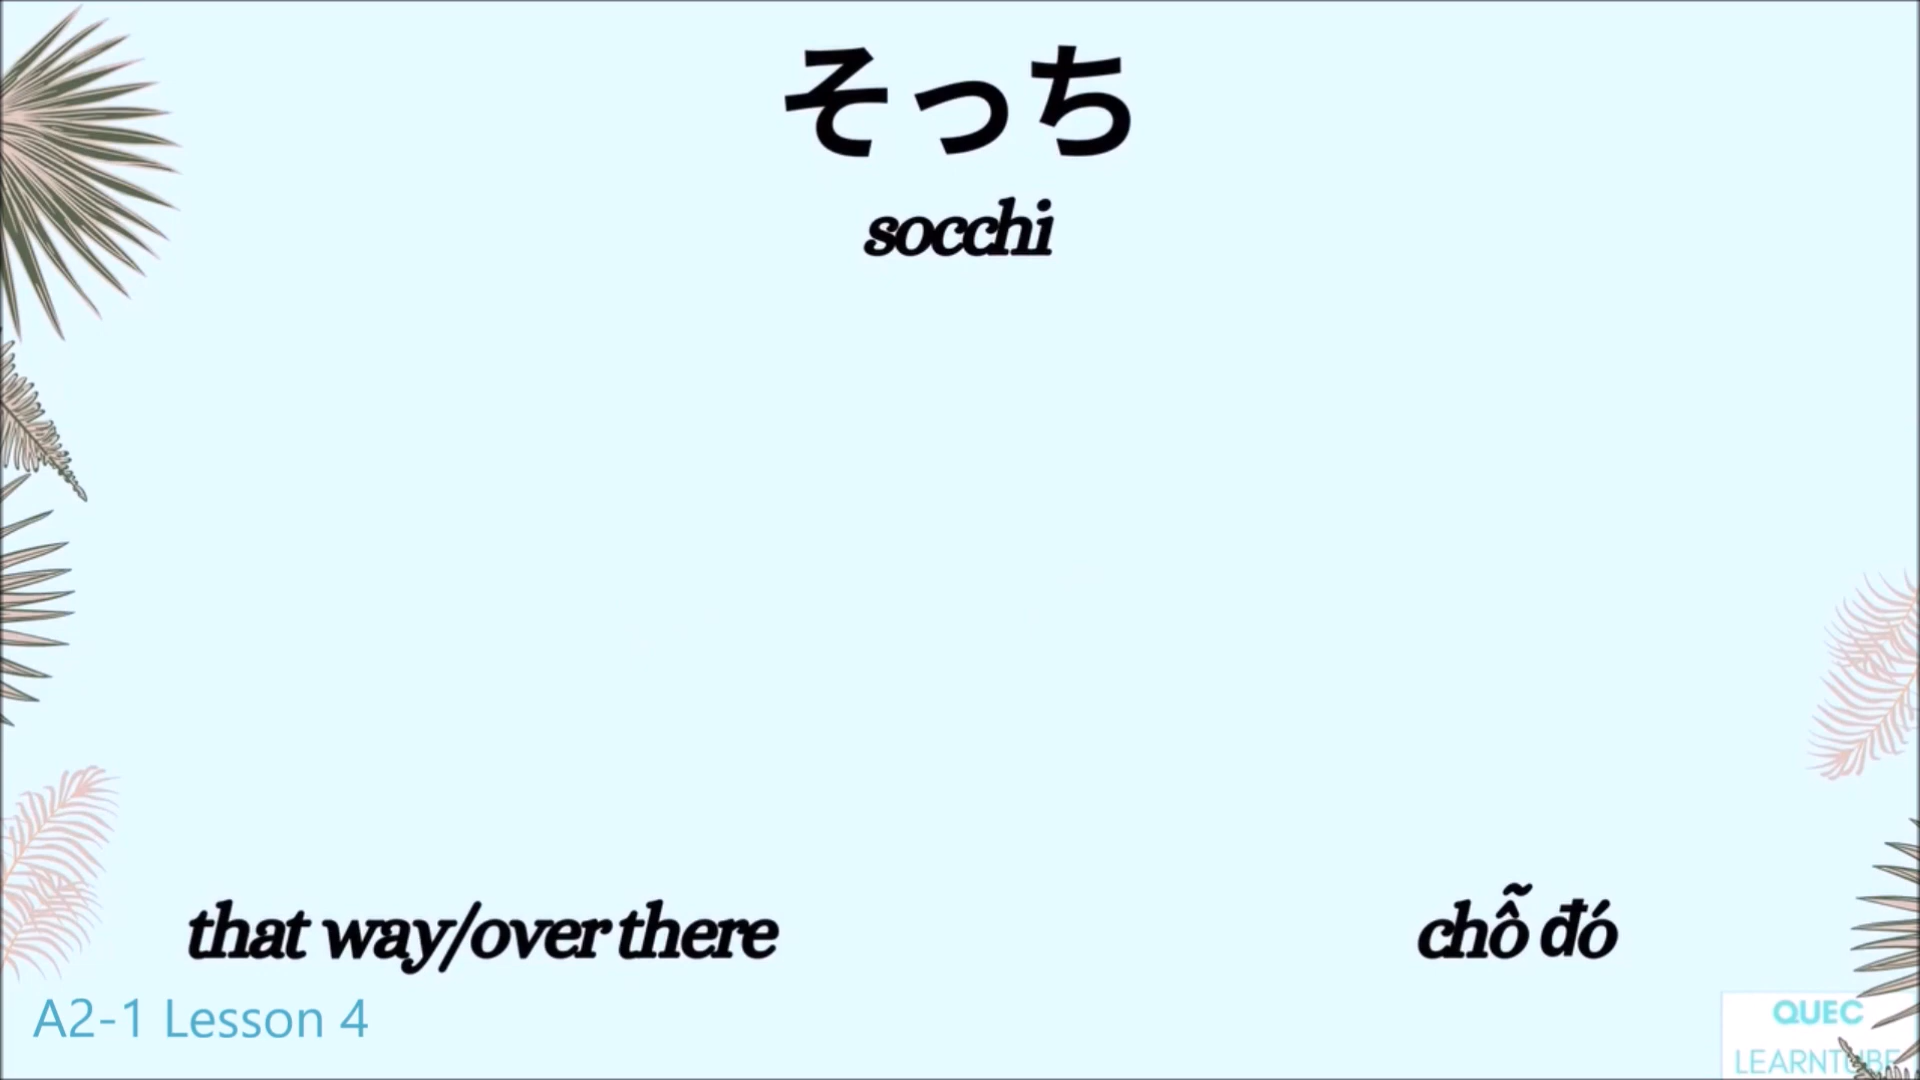 そっち
socchi
that way/over there
chỗ đó
A2-1 Lesson 4
QUEC
LEARNTUBE